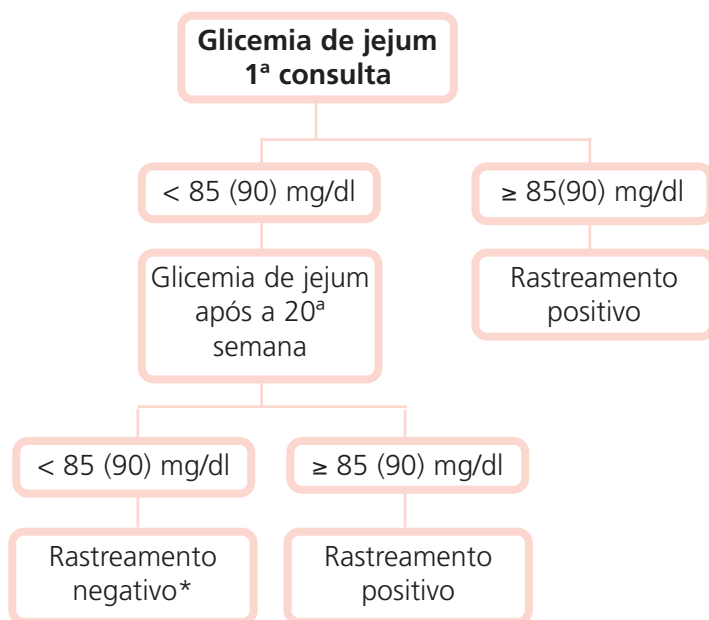 Glicemia de jejum
1ª consulta
< 85 (90) mg/dl
≥ 85(90) mg/dl
Glicemia de jejum
após a 20ª
semana
Rastreamento
positivo
< 85 (90) mg/dl
≥ 85 (90) mg/dl
Rastreamento
negativo*
Rastreamento
positivo